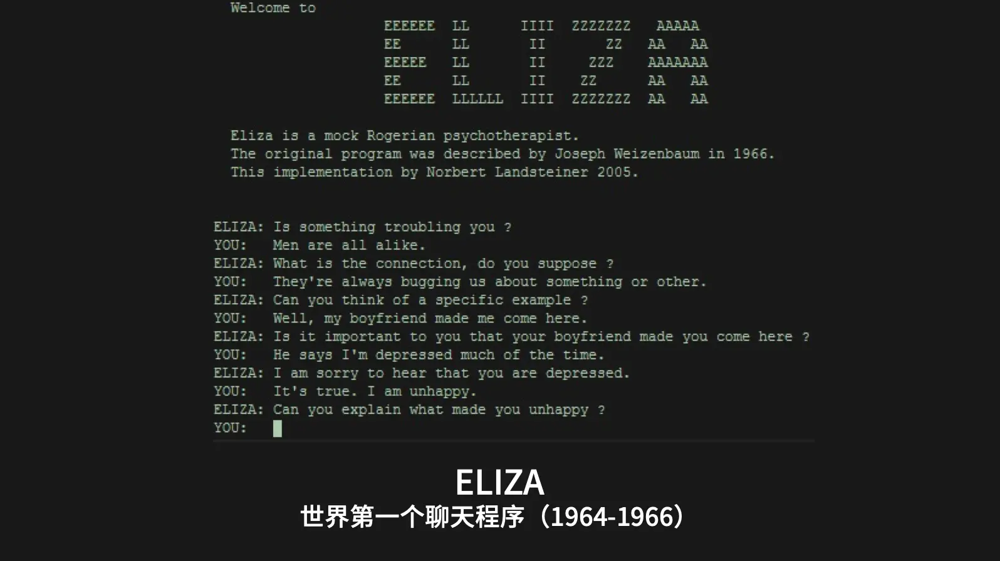 Welcome to
EEEEEE  LL      IIII  ZZZZZZZ   AAAAA
EE      LL       II       ZZ  AA   AA
EEEEE   LL       II     ZZZ    AAAAAAA
EE      LL       II    ZZ      AA   AA
EEEEEE  LLLLLL  IIII  ZZZZZZZ  AA   AA
Eliza is a mock Rogerian psychotherapist.
The original program was described by Joseph Weizenbaum in 1966.
This implementation by Norbert Landsteiner 2005.
ELIZA: Is something troubling you ?
YOU:   Men are all alike.
ELIZA: What is the connection, do you suppose ?
YOU:   They're always bugging us about something or other.
ELIZA: Can you think of a specific example ?
YOU:   Well, my boyfriend made me come here.
ELIZA: Is it important to you that your boyfriend made you come here ?
YOU:   He says I'm depressed much of the time.
ELIZA: I am sorry to hear that you are depressed.
YOU:   It's true. I am unhappy.
ELIZA: Can you explain what made you unhappy ?
YOU:
ELIZA
世界第一个聊天程序（1964-1966）